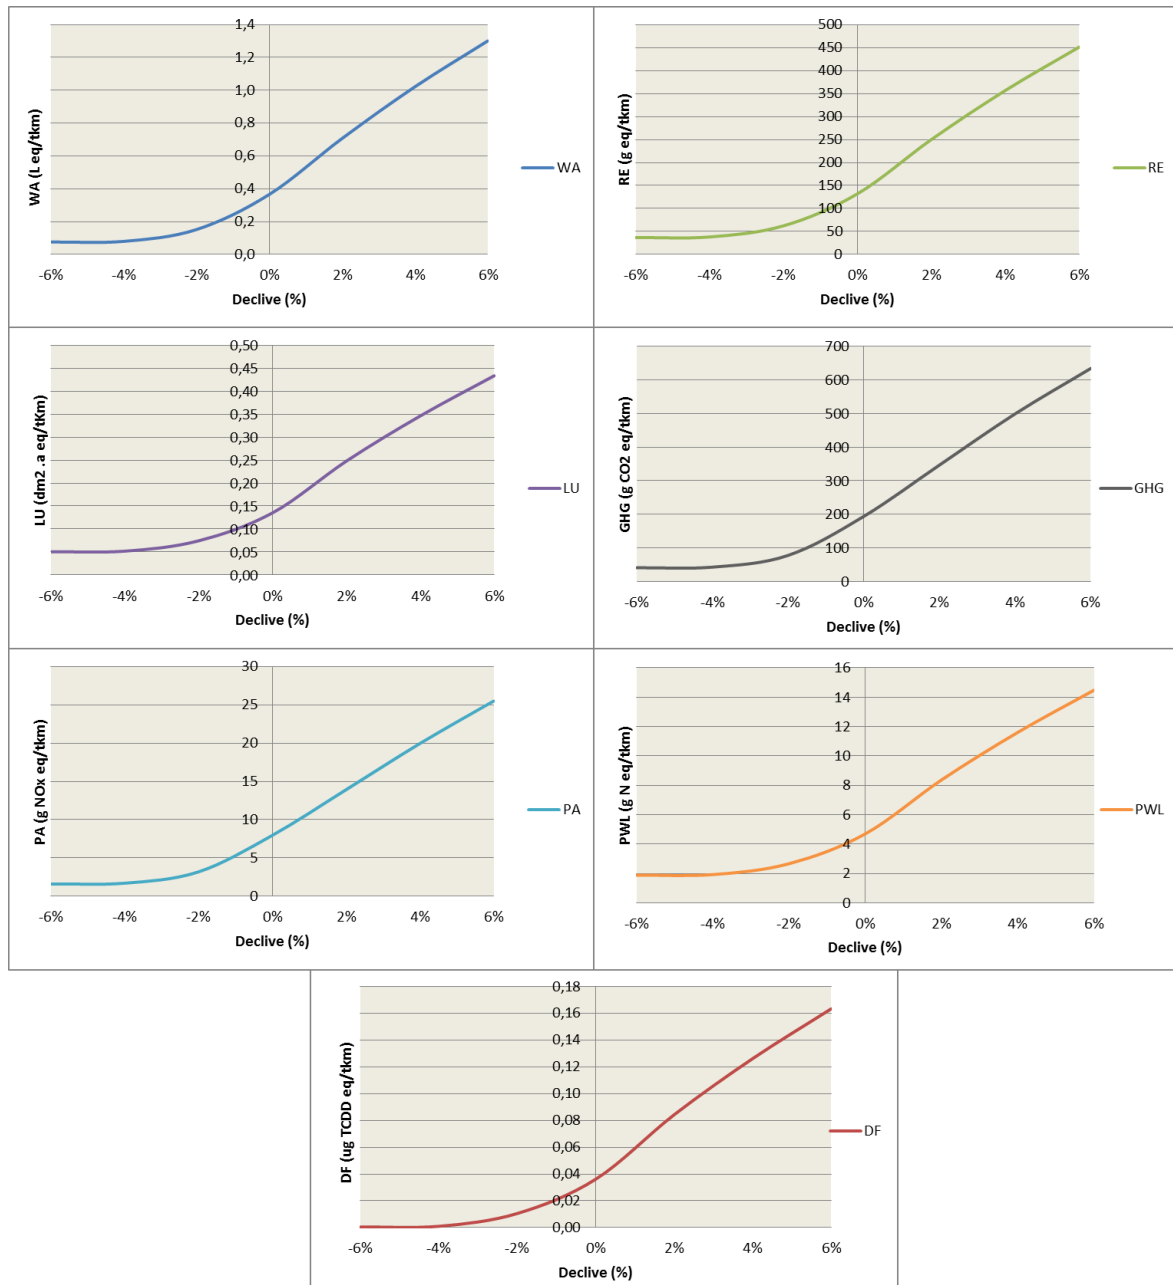 WA (L eq/tkm)
1,4
1,2
1,0
0,8
0,6
0,4
0,2
0,0
-6% -4% -2% 0% 2% 4% 6%
Declive (%)
WA
RE (g eq/tkm)
500
450
400
350
300
250
200
150
100
50
0
-6% -4% -2% 0% 2% 4% 6%
Declive (%)
RE
LU (dm2 .a eq/tKm)
0,50
0,45
0,40
0,35
0,30
0,25
0,20
0,15
0,10
0,05
0,00
-6% -4% -2% 0% 2% 4% 6%
Declive (%)
LU
GHG (g CO2 eq/tkm)
700
600
500
400
300
200
100
0
-6% -4% -2% 0% 2% 4% 6%
Declive (%)
GHG
PA (g NOx eq/tkm)
30
25
20
15
10
5
0
-6% -4% -2% 0% 2% 4% 6%
Declive (%)
PA
PWL (g N eq/tkm)
16
14
12
10
8
6
4
2
0
-6% -4% -2% 0% 2% 4% 6%
Declive (%)
PWL
DF (ug TCDD eq/tkm)
0,18
0,16
0,14
0,12
0,10
0,08
0,06
0,04
0,02
0,00
-6% -4% -2% 0% 2% 4% 6%
Declive (%)
DF